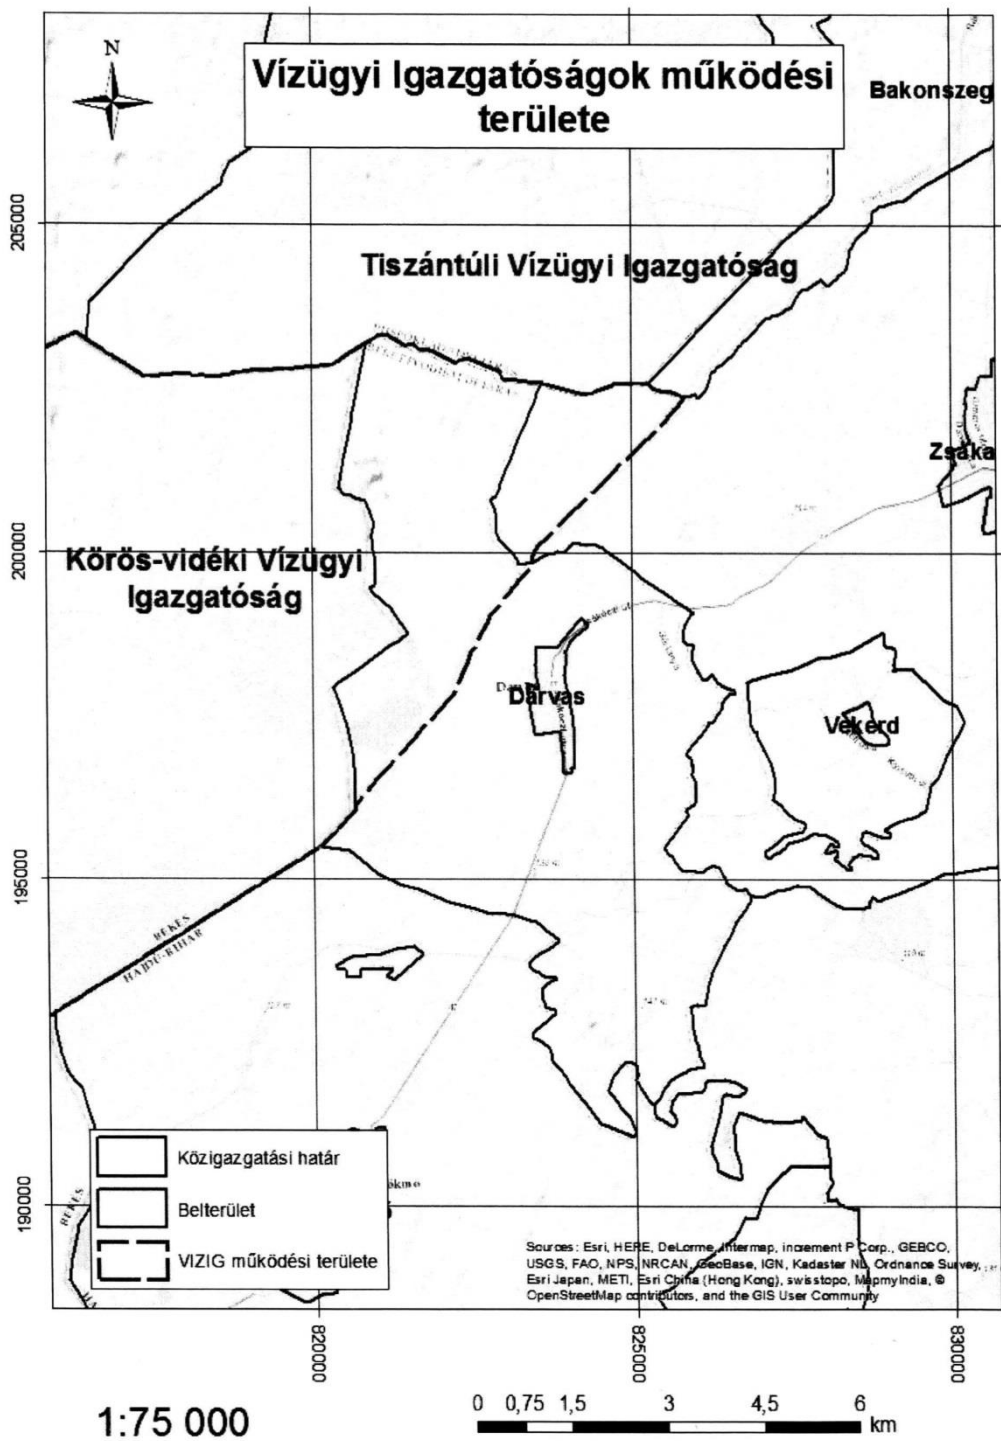 N
Vízügyi Igazgatóságok működési
területe
Bakonszeg
205000
Tiszántúli Vízügyi Igazgatóság
Zsáka
200000
Körös-vidéki Vízügyi
Igazgatóság
Darvas
Vekerd
195000
BÉKÉS
HAJDÚ-BIHAR
Közigazgatási határ
Belterület
VIZIG működési területe
190000
BÉKÉS
Sources: Esri, HERE, DeLorme, Intermap, increment P Corp., GEBCO,
USGS, FAO, NPS, NRCAN, GeoBase, IGN, Kadaster NL, Ordnance Survey,
Esri Japan, METI, Esri China (Hong Kong), swisstopo, MapmyIndia, ©
OpenStreetMap contributors, and the GIS User Community
820000
825000
830000
1:75 000
0 0,75 1,5 3 4,5 6
km